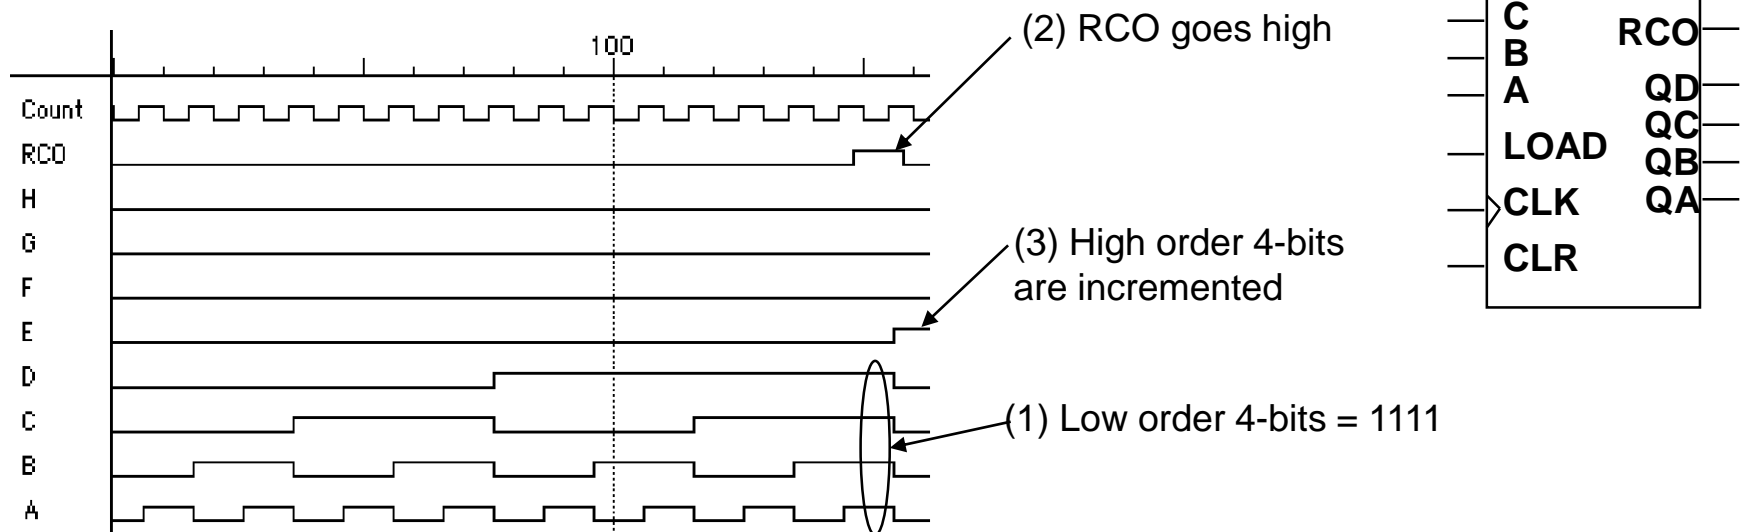 (2) RCO goes high
100
Count
RCO
H
G
F
E
D
C
B
A
(3) High order 4-bits
are incremented
(1) Low order 4-bits = 1111
C
B
A
LOAD
CLK
CLR
RCO
QD
QC
QB
QA